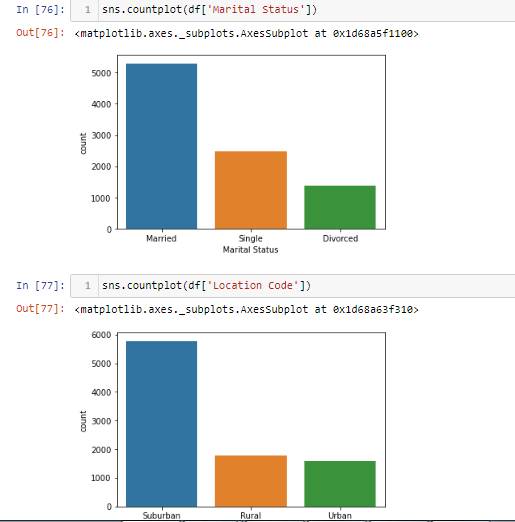 In [76]: 1 sns.countplot(df['Marital Status'])
Out[76]: <matplotlib.axes._subplots.AxesSubplot at 0x1d68a5f1100>
5000
4000
3000
2000
1000
0
count
Married Single Divorced
Marital Status
In [77]: 1 sns.countplot(df['Location Code'])
Out[77]: <matplotlib.axes._subplots.AxesSubplot at 0x1d68a63f310>
6000
5000
4000
3000
2000
1000
0
count
Suburban Rural Urban